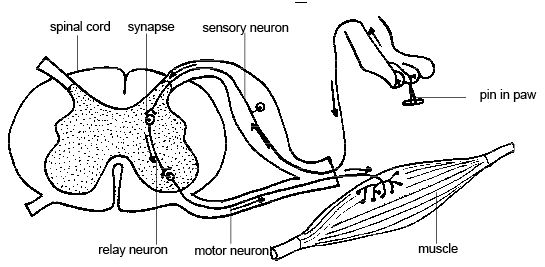 spinal cord synapse sensory neuron
pin in paw
relay neuron motor neuron muscle